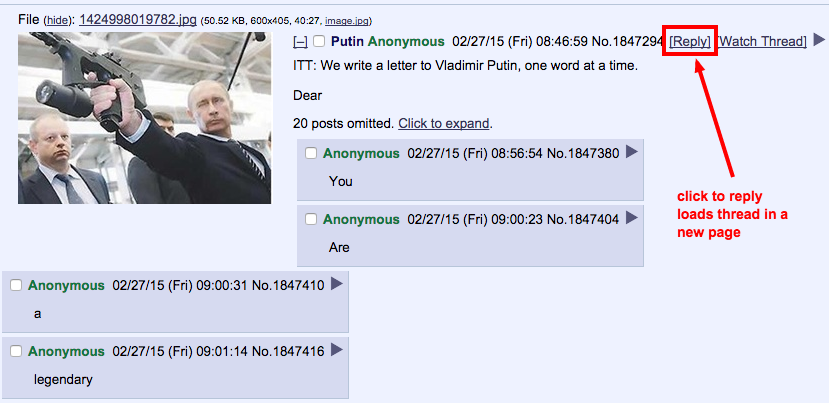 File (hide): 1424998019782.jpg (50.52 KB, 600x405, 40:27, image.jpg)
[–] Putin Anonymous 02/27/15 (Fri) 08:46:59 No.1847294 [Reply] [Watch Thread]
ITT: We write a letter to Vladimir Putin, one word at a time.
Dear
20 posts omitted. Click to expand.
Anonymous 02/27/15 (Fri) 08:56:54 No.1847380
You
Anonymous 02/27/15 (Fri) 09:00:23 No.1847404
Are
click to reply
loads thread in a
new page
Anonymous 02/27/15 (Fri) 09:00:31 No.1847410
a
Anonymous 02/27/15 (Fri) 09:01:14 No.1847416
legendary